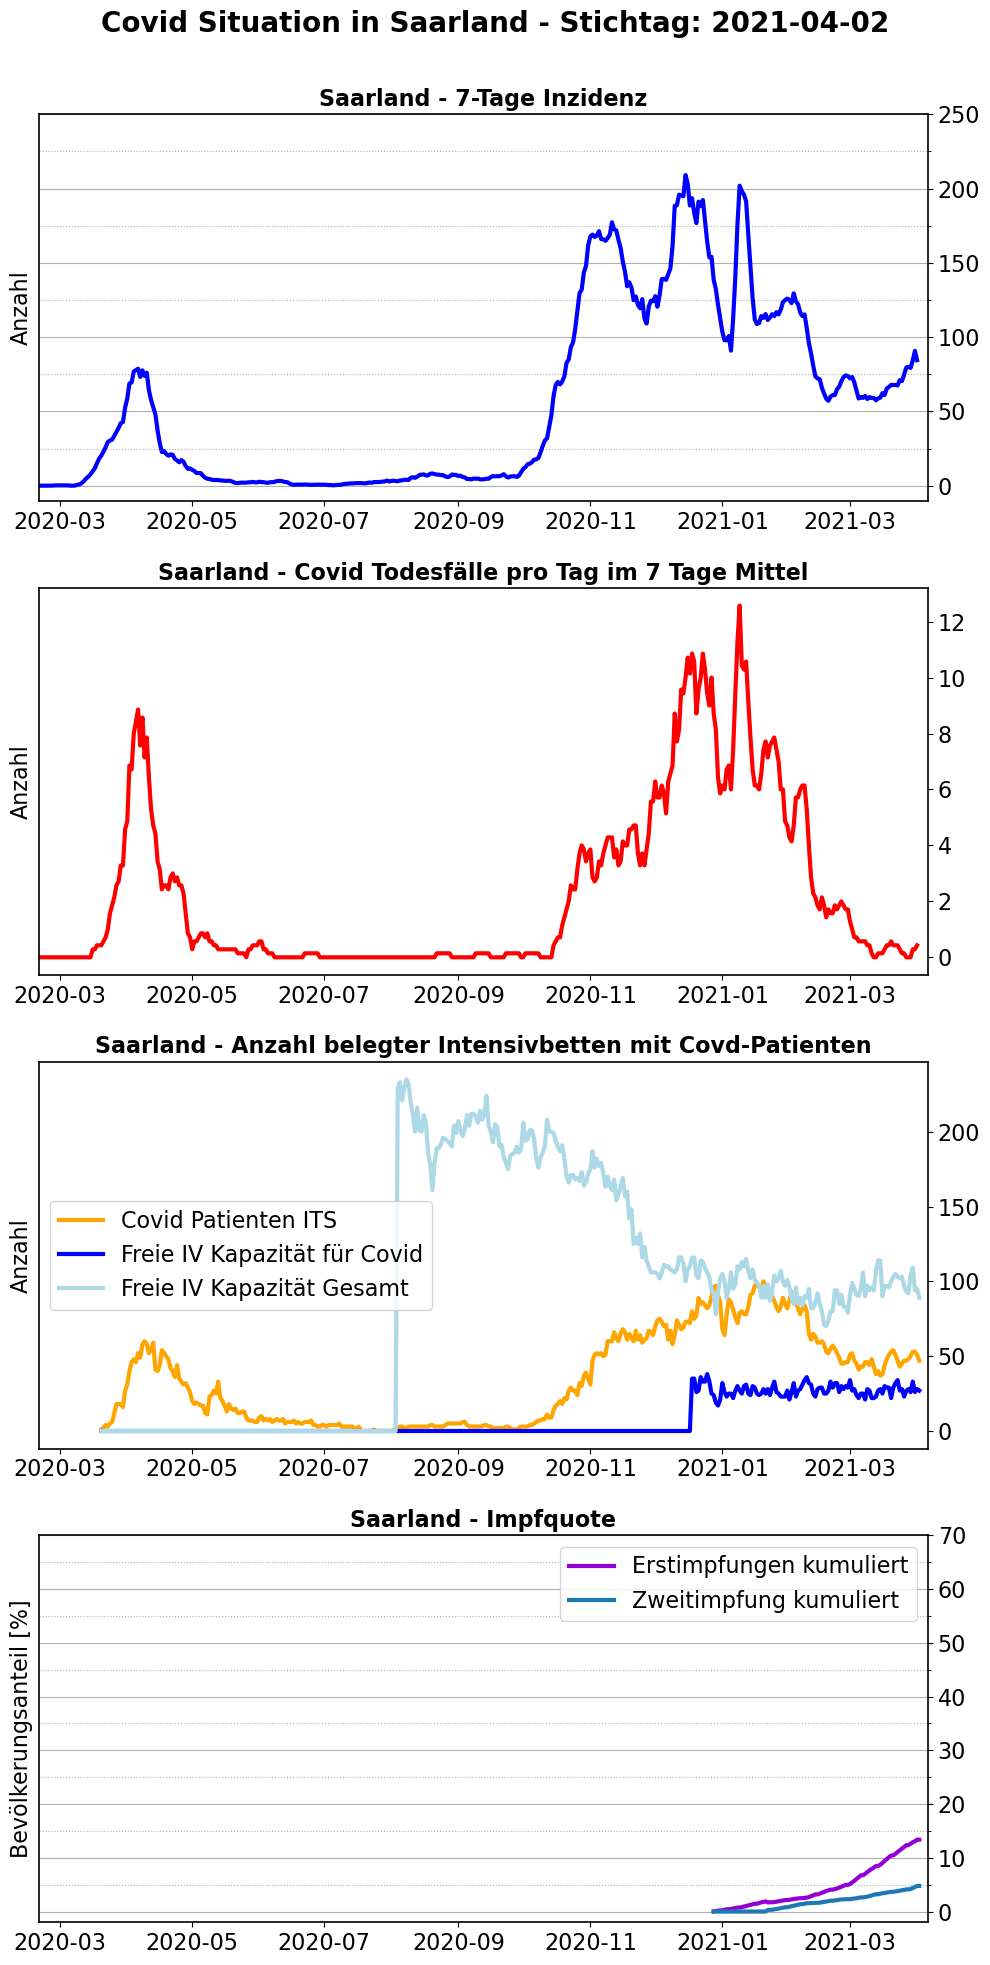 Covid Situation in Saarland - Stichtag: 2021-04-02
Saarland - 7-Tage Inzidenz
Anzahl
250
200
150
100
50
0
2020-03 2020-05 2020-07 2020-09 2020-11 2021-01 2021-03
Saarland - Covid Todesfälle pro Tag im 7 Tage Mittel
Anzahl
12
10
8
6
4
2
0
2020-03 2020-05 2020-07 2020-09 2020-11 2021-01 2021-03
Saarland - Anzahl belegter Intensivbetten mit Covd-Patienten
Anzahl
Covid Patienten ITS
Freie IV Kapazität für Covid
Freie IV Kapazität Gesamt
200
150
100
50
0
2020-03 2020-05 2020-07 2020-09 2020-11 2021-01 2021-03
Saarland - Impfquote
Bevölkerungsanteil [%]
Erstimpfungen kumuliert
Zweitimpfung kumuliert
70
60
50
40
30
20
10
0
2020-03 2020-05 2020-07 2020-09 2020-11 2021-01 2021-03